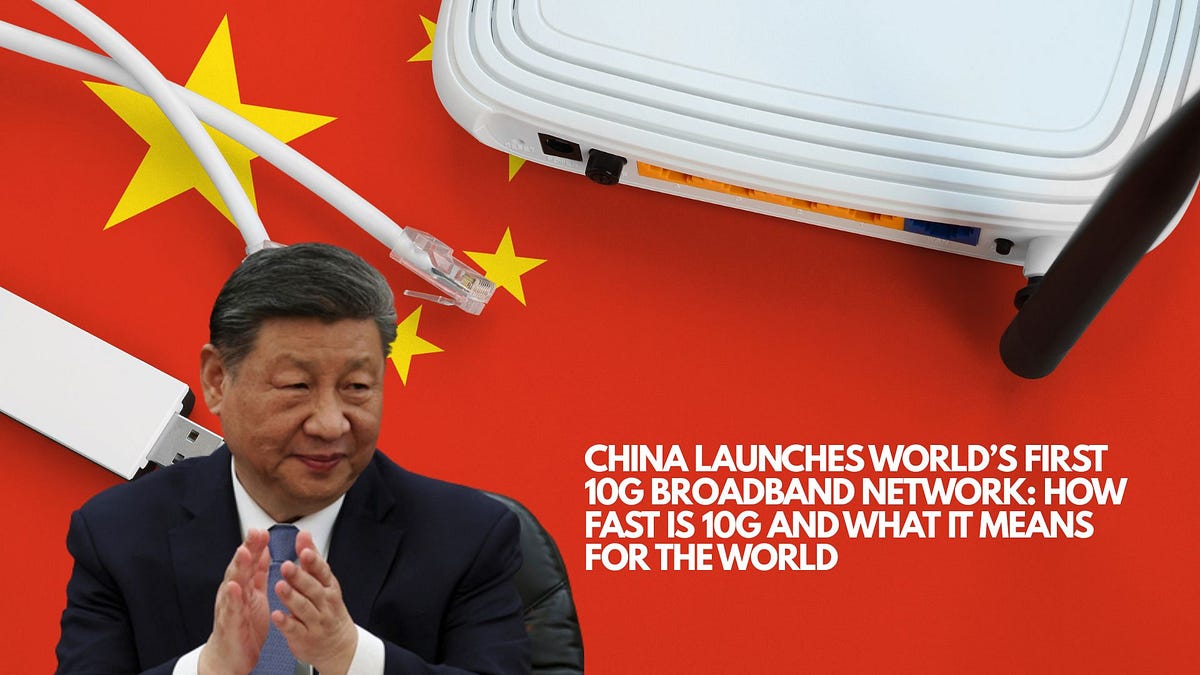 CHINA LAUNCHES WORLD’S FIRST
10G BROADBAND NETWORK: HOW
FAST IS 10G AND WHAT IT MEANS
FOR THE WORLD